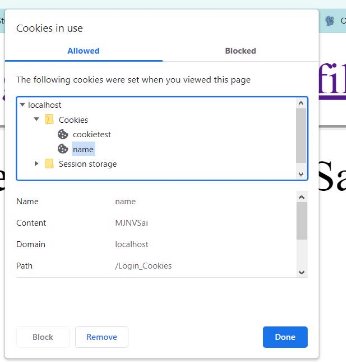 Cookies in use
Allowed Blocked
The following cookies were set when you viewed this page
localhost
Cookies
cookietest
name
Session storage
Name name
Content MJNVSai
Domain localhost
Path /Login_Cookies
Block Remove Done